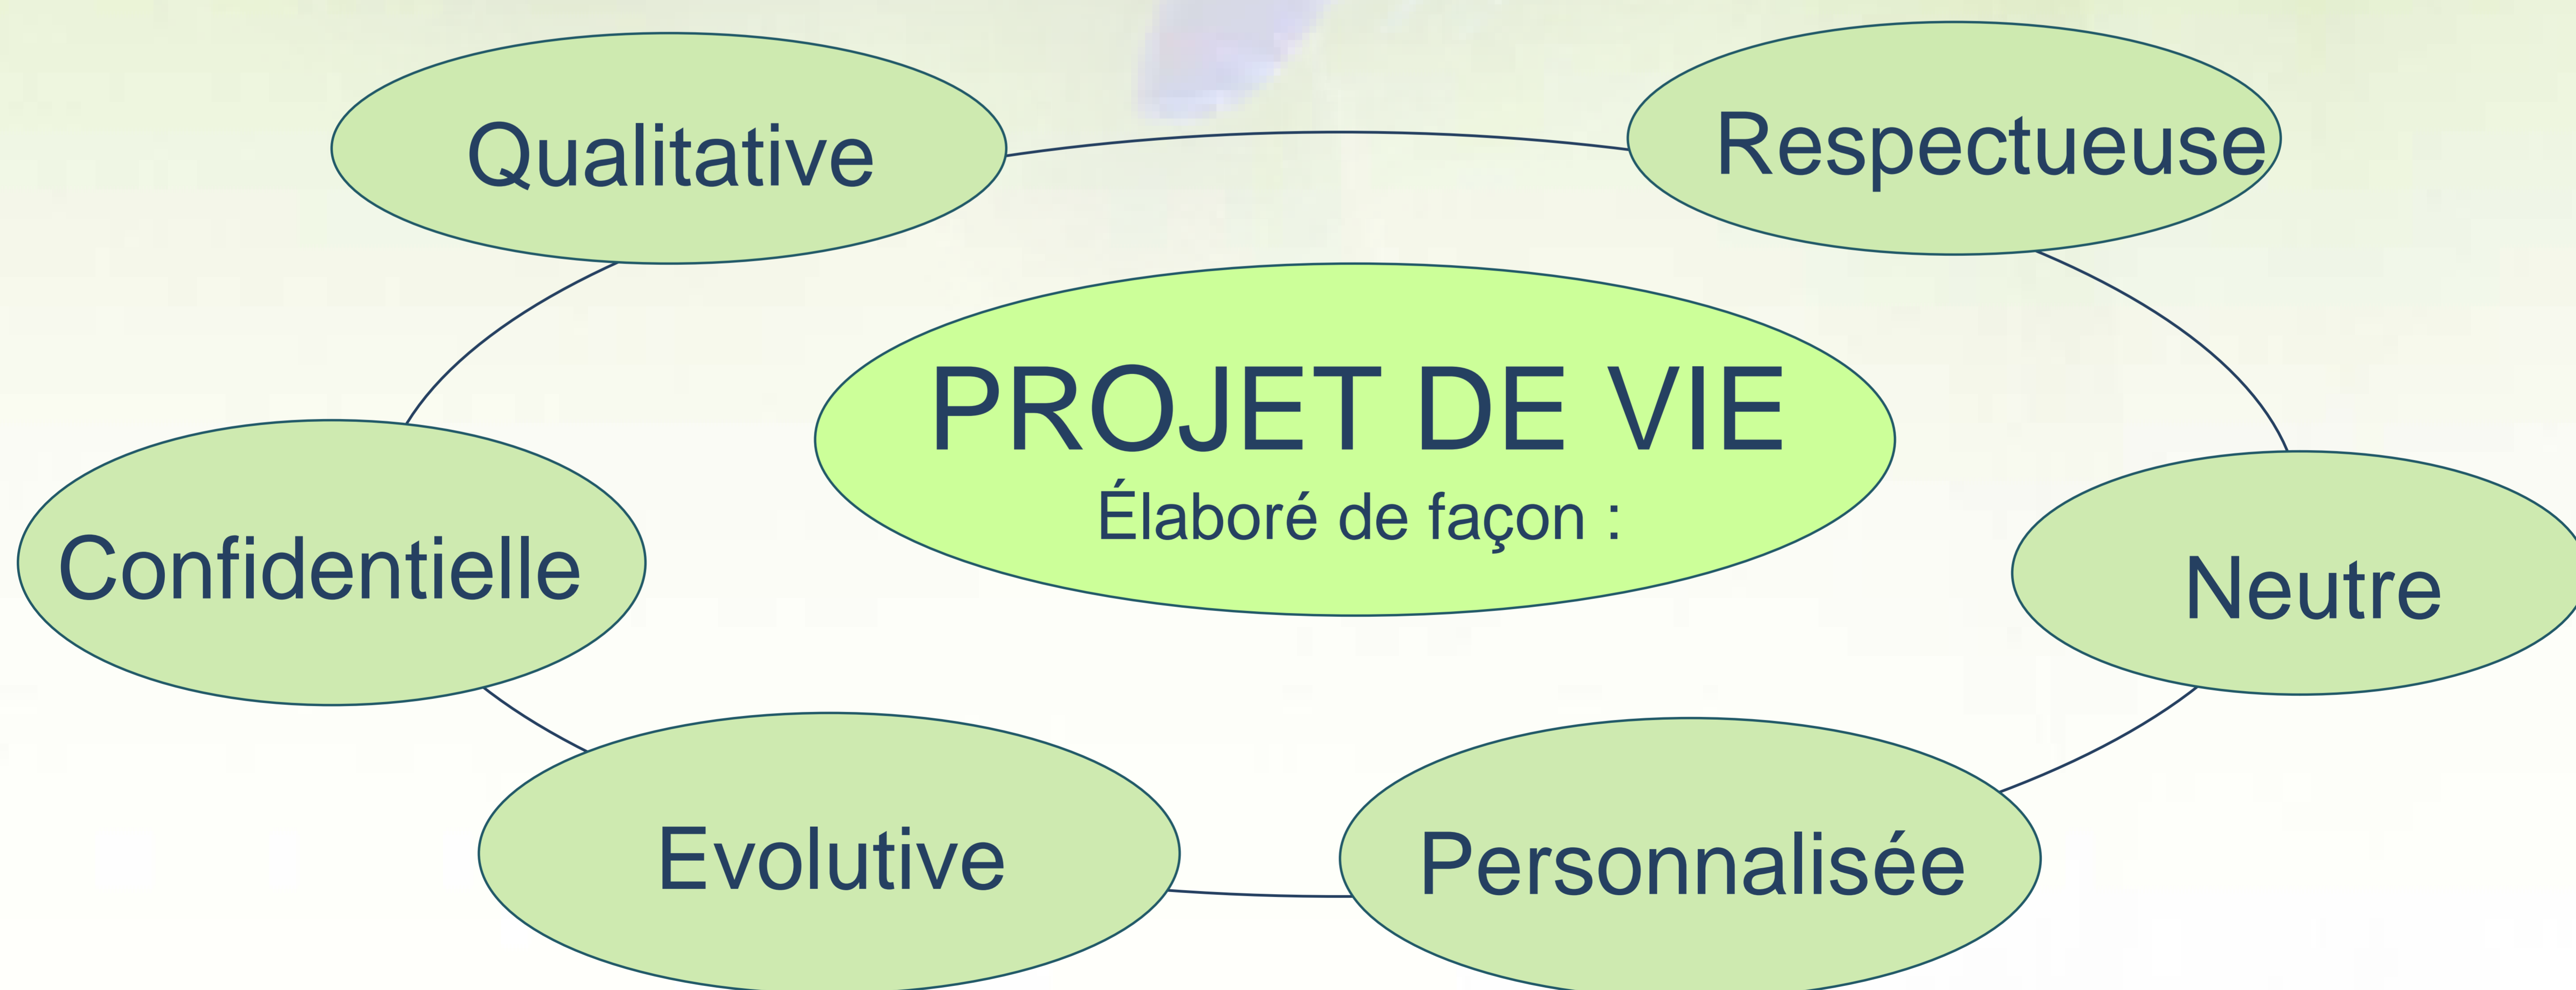 Qualitative
Respectueuse
PROJET DE VIE
Élaboré de façon :
Confidentielle
Neutre
Evolutive
Personnalisée